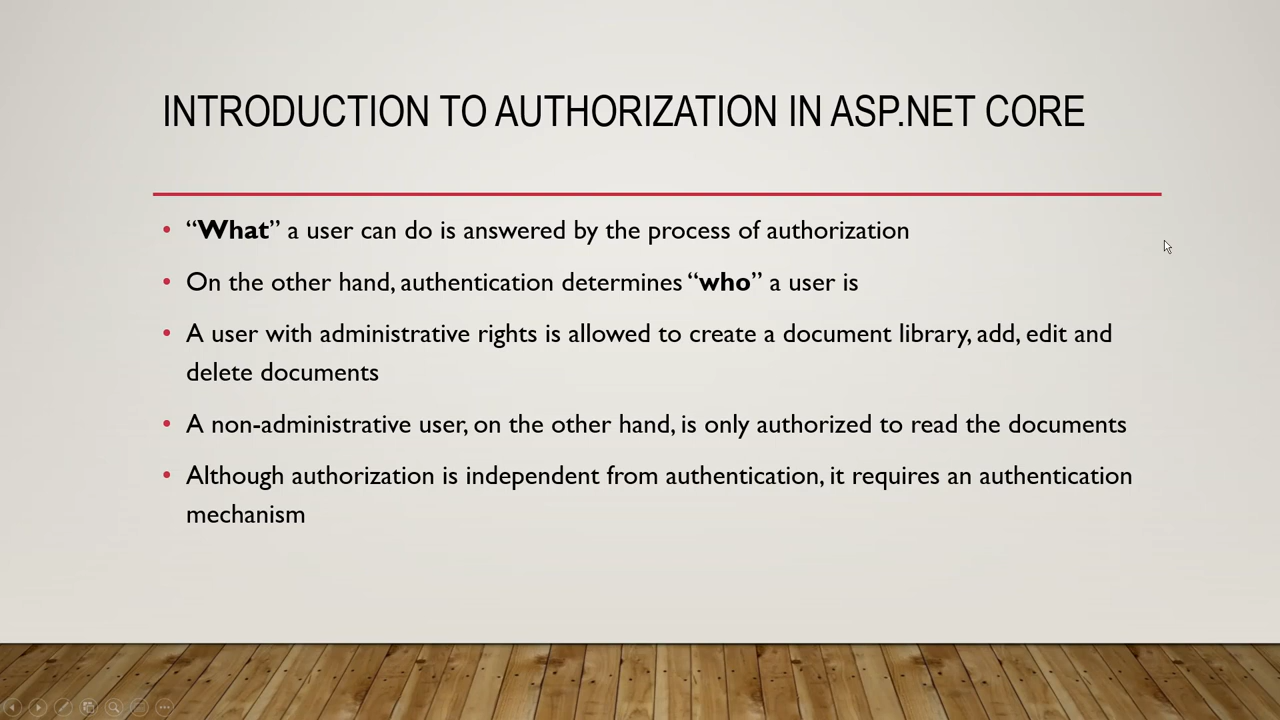 INTRODUCTION TO AUTHORIZATION IN ASP.NET CORE
• “What” a user can do is answered by the process of authorization
• On the other hand, authentication determines “who” a user is
• A user with administrative rights is allowed to create a document library, add, edit and
delete documents
• A non-administrative user, on the other hand, is only authorized to read the documents
• Although authorization is independent from authentication, it requires an authentication
mechanism